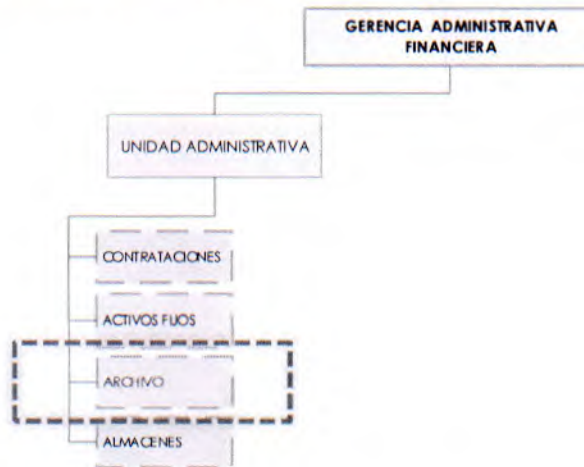 GERENCIA ADMINISTRATIVA
FINANCIERA
UNIDAD ADMINISTRATIVA
CONTRATACIONES
ACTIVOS FIJOS
ARCHIVO
ALMACENES